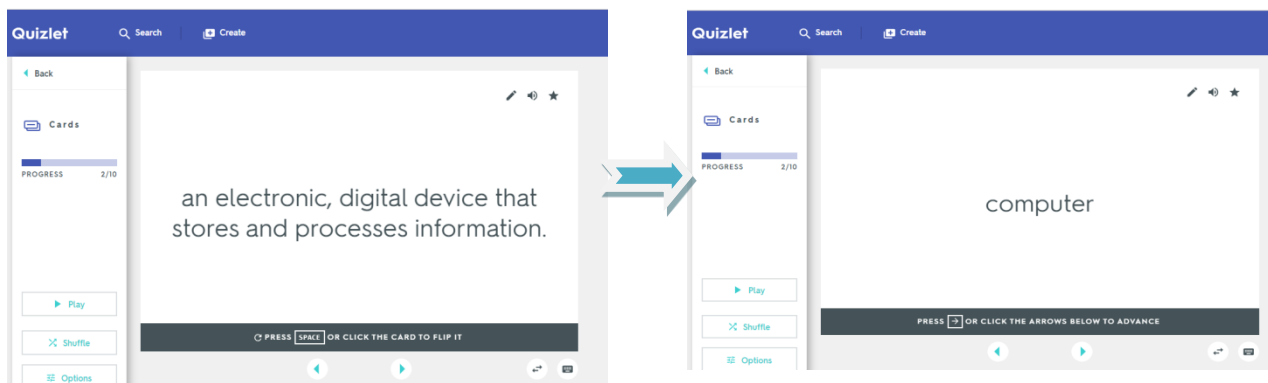 Quizlet
Search
Create
Back
Cards
PROGRESS 2/10
an electronic, digital device that
stores and processes information.
Play
Shuffle
Options
PRESS SPACE OR CLICK THE CARD TO FLIP IT
Quizlet
Search
Create
Back
Cards
PROGRESS 2/10
computer
Play
Shuffle
Options
PRESS → OR CLICK THE ARROWS BELOW TO ADVANCE